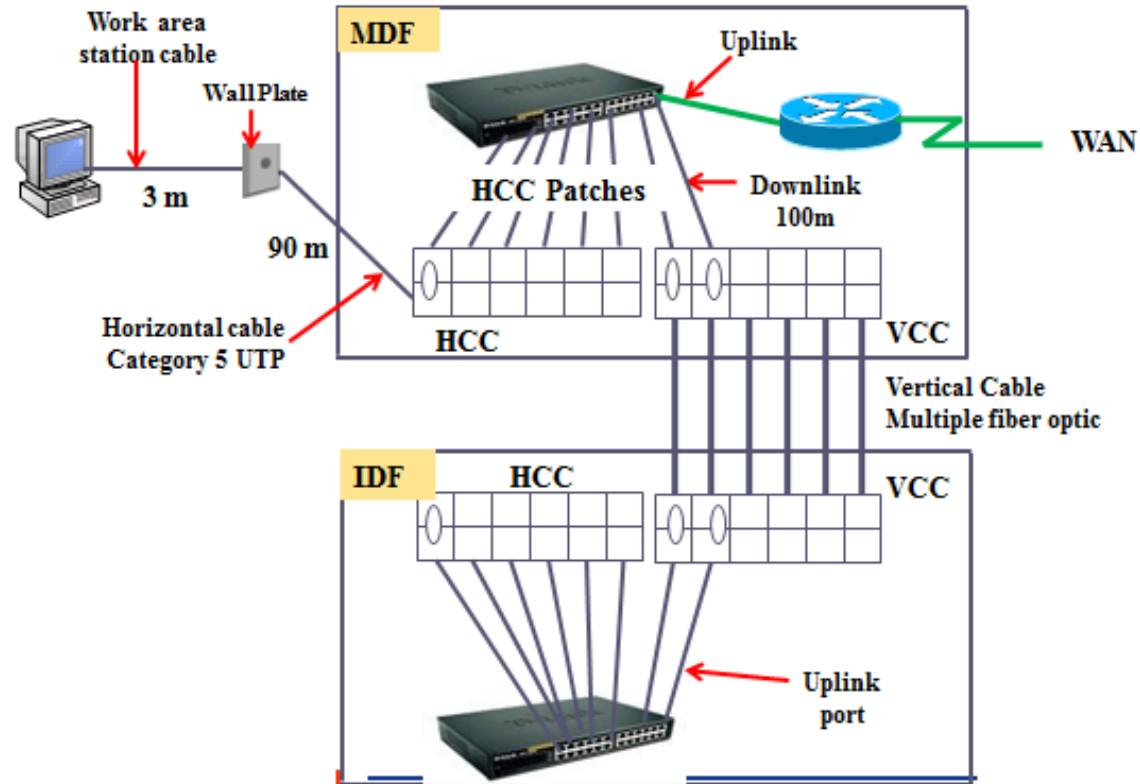 Work area
station cable
MDF
Uplink
Wall Plate
WAN
3 m
HCC Patches
Downlink
100m
90 m
Horizontal cable
Category 5 UTP
HCC
VCC
Vertical Cable
Multiple fiber optic
IDF
HCC
VCC
Uplink
port